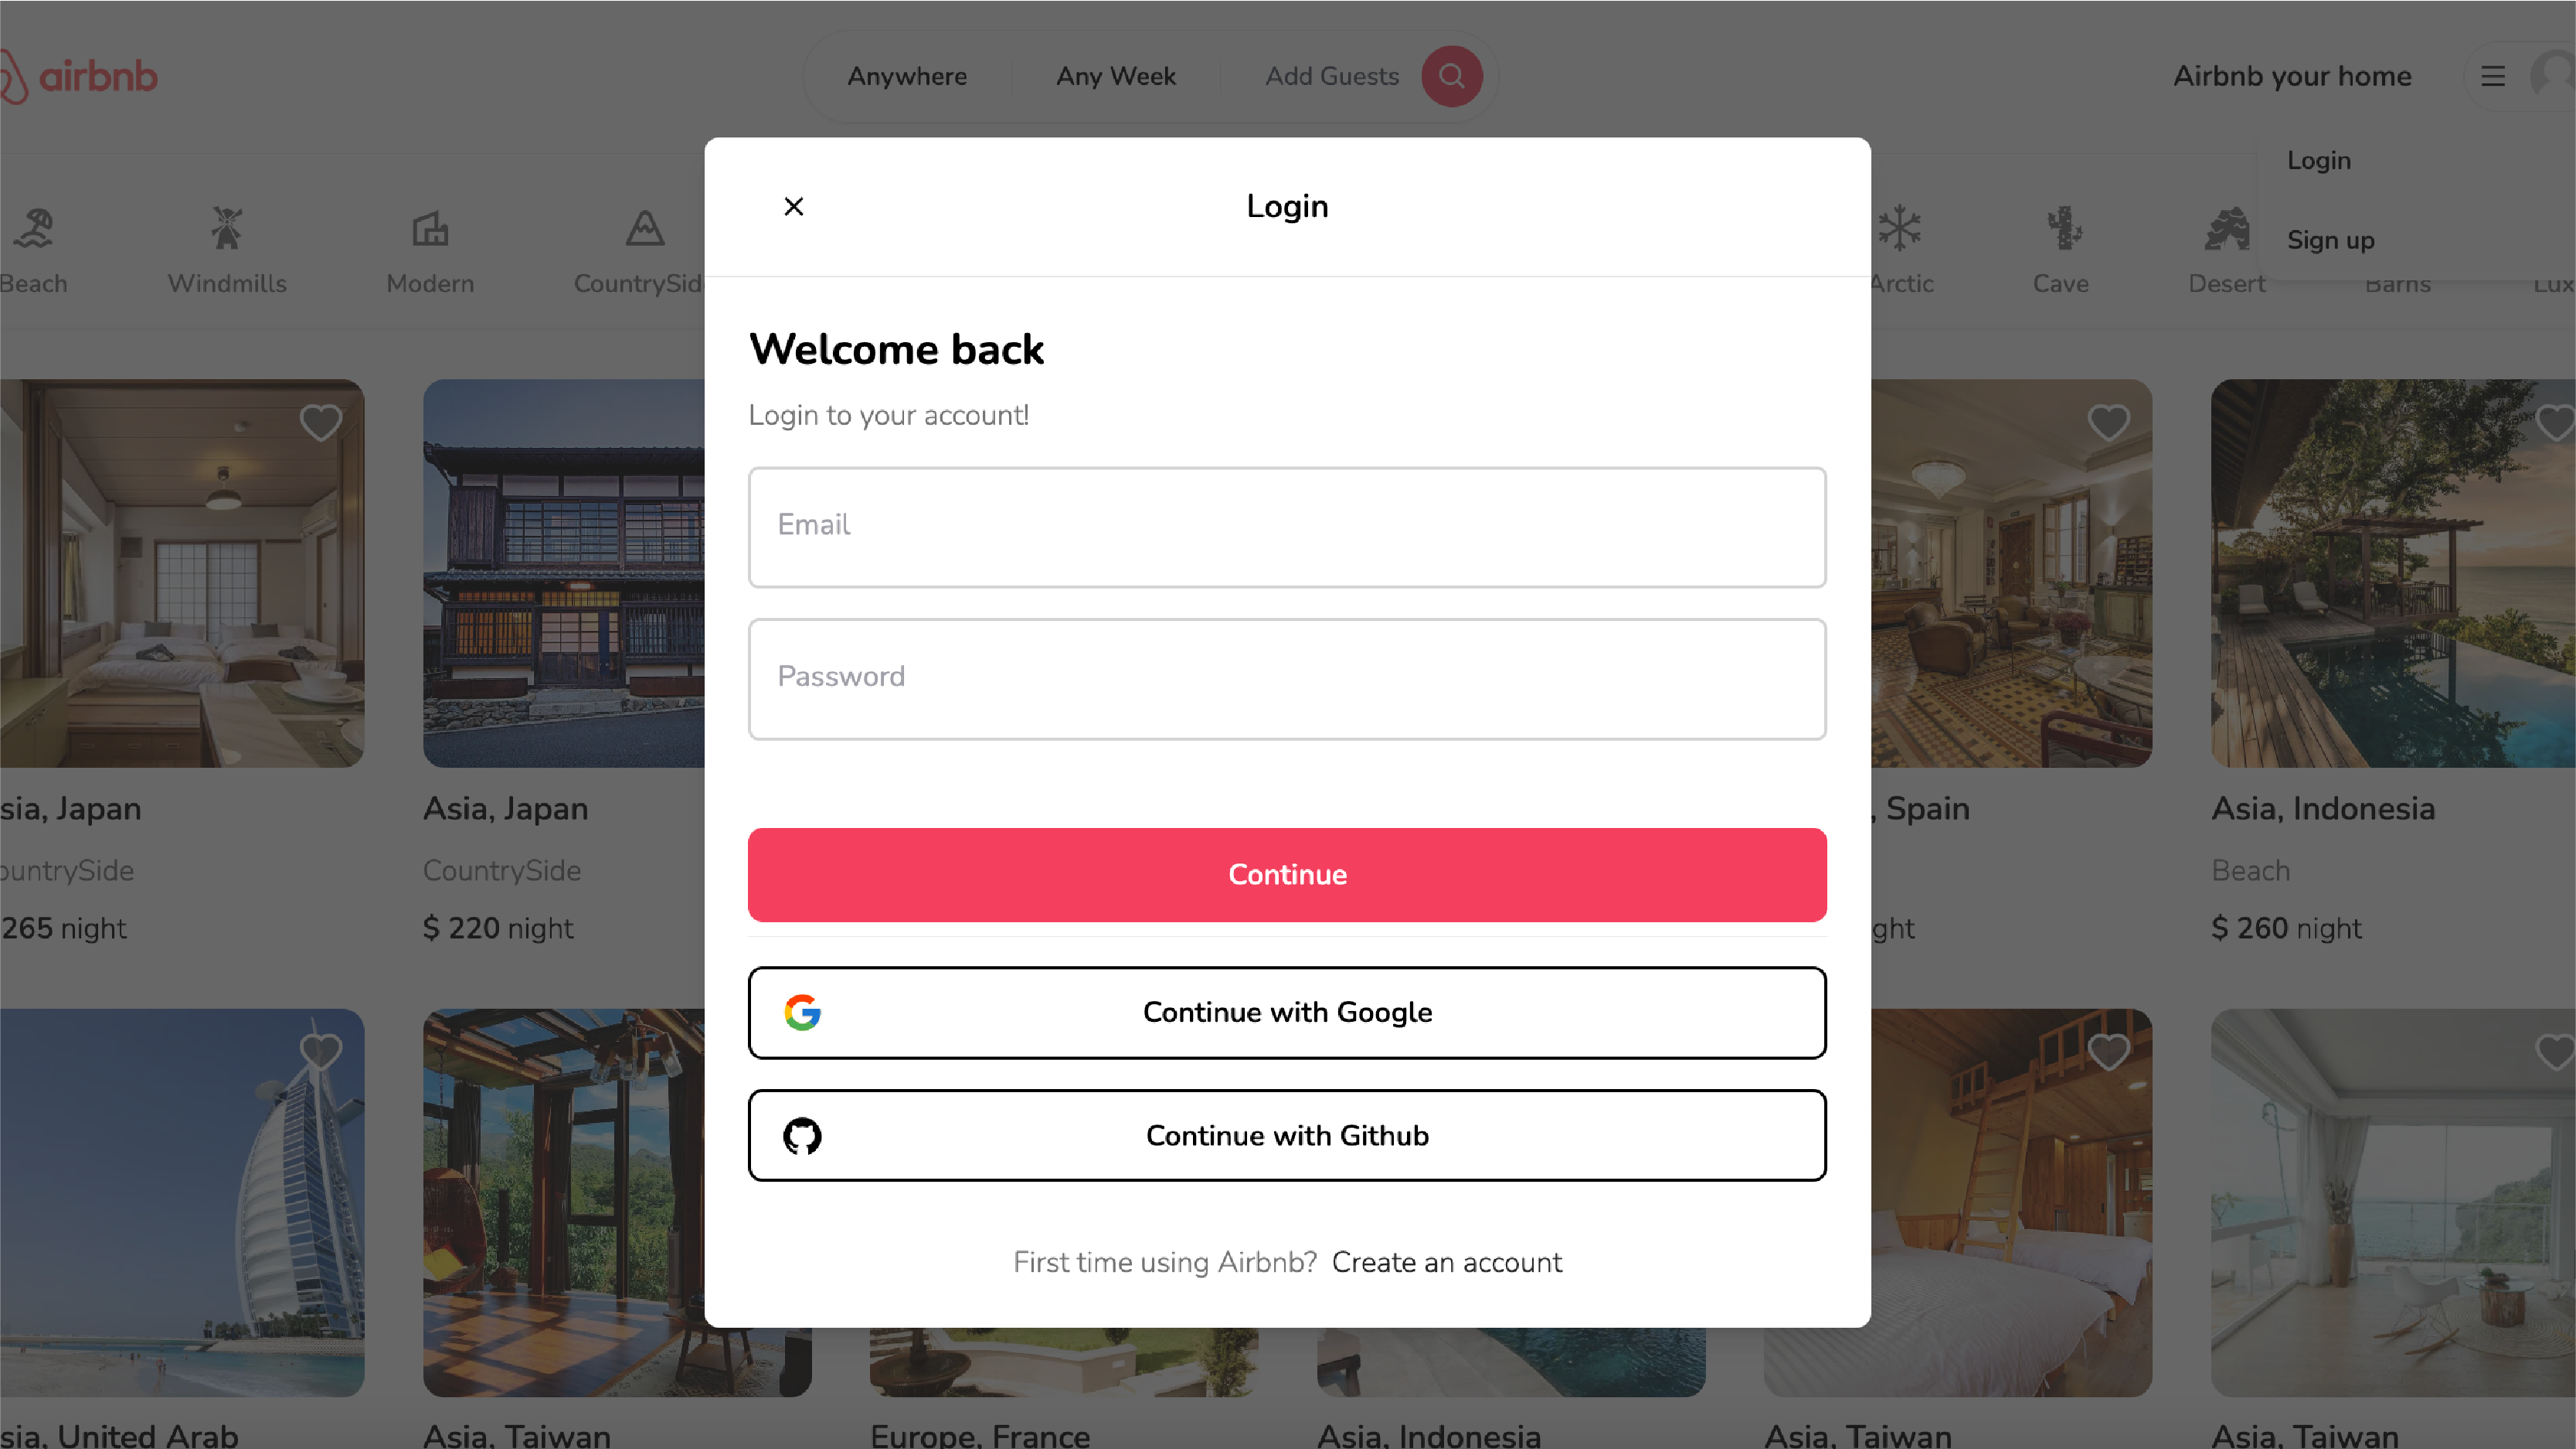 airbnb
Anywhere
Any Week
Add Guests
Airbnb your home
Login
Sign up
Beach
Windmills
Modern
CountrySid
Arctic
Cave
Desert
Barns
Lux
Login
Welcome back
Login to your account!
Email
Password
Continue
Continue with Google
Continue with Github
First time using Airbnb? Create an account
sia, Japan
ountrySide
265 night
Asia, Japan
CountrySide
$ 220 night
, Spain
ght
Asia, Indonesia
Beach
$ 260 night
sia, United Arab
Asia, Taiwan
Europe, France
Asia, Indonesia
Asia, Taiwan
Asia, Taiwan